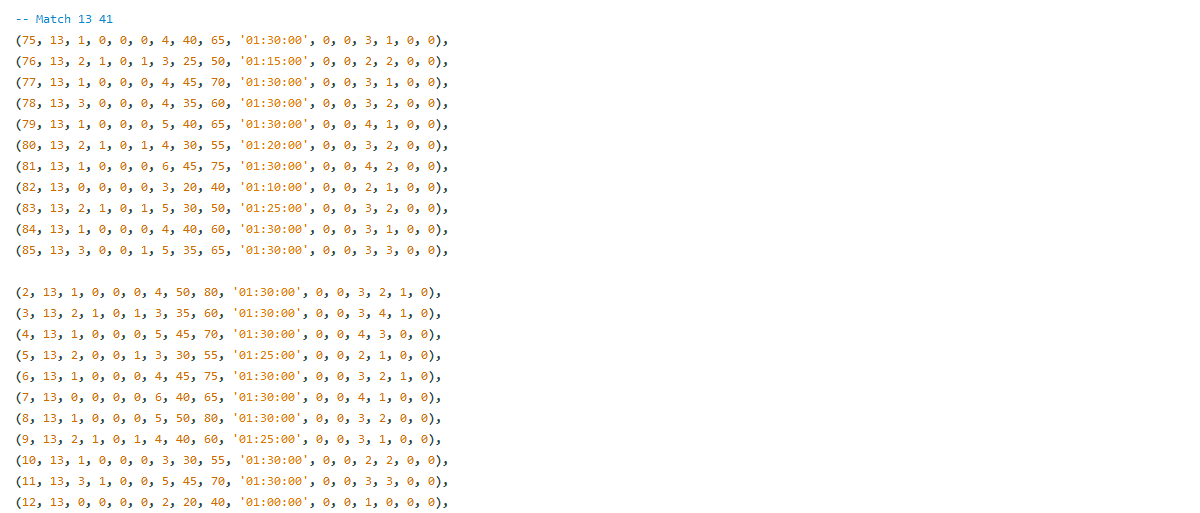 -- Match 13 41
(75, 13, 1, 0, 0, 0, 4, 40, 65, '01:30:00', 0, 0, 3, 1, 0, 0),
(76, 13, 2, 1, 0, 1, 3, 25, 50, '01:15:00', 0, 0, 2, 2, 0, 0),
(77, 13, 1, 0, 0, 0, 4, 45, 70, '01:30:00', 0, 0, 3, 1, 0, 0),
(78, 13, 3, 0, 0, 0, 4, 35, 60, '01:30:00', 0, 0, 3, 2, 0, 0),
(79, 13, 1, 0, 0, 0, 5, 40, 65, '01:30:00', 0, 0, 4, 1, 0, 0),
(80, 13, 2, 1, 0, 1, 4, 30, 55, '01:20:00', 0, 0, 3, 2, 0, 0),
(81, 13, 1, 0, 0, 0, 6, 45, 75, '01:30:00', 0, 0, 4, 2, 0, 0),
(82, 13, 0, 0, 0, 0, 3, 20, 40, '01:10:00', 0, 0, 2, 1, 0, 0),
(83, 13, 2, 1, 0, 1, 5, 30, 50, '01:25:00', 0, 0, 3, 2, 0, 0),
(84, 13, 1, 0, 0, 0, 4, 40, 60, '01:30:00', 0, 0, 3, 1, 0, 0),
(85, 13, 3, 0, 0, 1, 5, 35, 65, '01:30:00', 0, 0, 3, 3, 0, 0),
(2, 13, 1, 0, 0, 0, 4, 50, 80, '01:30:00', 0, 0, 3, 2, 1, 0),
(3, 13, 2, 1, 0, 1, 3, 35, 60, '01:30:00', 0, 0, 3, 4, 1, 0),
(4, 13, 1, 0, 0, 0, 5, 45, 70, '01:30:00', 0, 0, 4, 3, 0, 0),
(5, 13, 2, 0, 0, 1, 3, 30, 55, '01:25:00', 0, 0, 2, 1, 0, 0),
(6, 13, 1, 0, 0, 0, 4, 45, 75, '01:30:00', 0, 0, 3, 2, 1, 0),
(7, 13, 0, 0, 0, 0, 6, 40, 65, '01:30:00', 0, 0, 4, 1, 0, 0),
(8, 13, 1, 0, 0, 0, 5, 50, 80, '01:30:00', 0, 0, 3, 2, 0, 0),
(9, 13, 2, 1, 0, 1, 4, 40, 60, '01:25:00', 0, 0, 3, 1, 0, 0),
(10, 13, 1, 0, 0, 0, 3, 30, 55, '01:30:00', 0, 0, 2, 2, 0, 0),
(11, 13, 3, 1, 0, 0, 5, 45, 70, '01:30:00', 0, 0, 3, 3, 0, 0),
(12, 13, 0, 0, 0, 0, 2, 20, 40, '01:00:00', 0, 0, 1, 0, 0, 0),